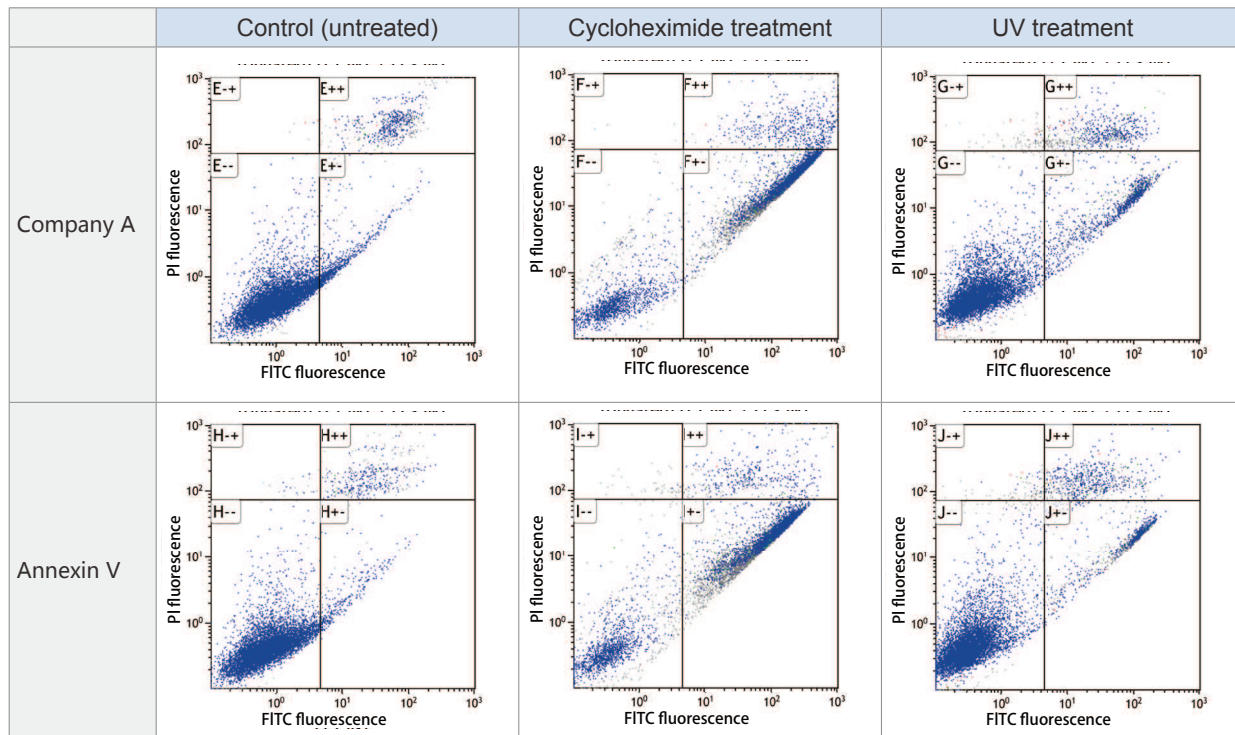 Control (untreated)
Cycloheximide treatment
UV treatment
Company A
E-+
E++
E--
E+-
10³
10²
10¹
10⁰
PI fluorescence
10⁰
10¹
10²
10³
FITC fluorescence
F-+
F++
F--
F+-
10³
10²
10¹
10⁰
PI fluorescence
10⁰
10¹
10²
10³
FITC fluorescence
G-+
G++
G--
G+-
10³
10²
10¹
10⁰
PI fluorescence
10⁰
10¹
10²
10³
FITC fluorescence
Annexin V
H-+
H++
H--
H+-
10³
10²
10¹
10⁰
PI fluorescence
10⁰
10¹
10²
10³
FITC fluorescence
I-+
I++
I--
I+-
10³
10²
10¹
10⁰
PI fluorescence
10⁰
10¹
10²
10³
FITC fluorescence
J-+
J++
J--
J+-
10³
10²
10¹
10⁰
PI fluorescence
10⁰
10¹
10²
10³
FITC fluorescence